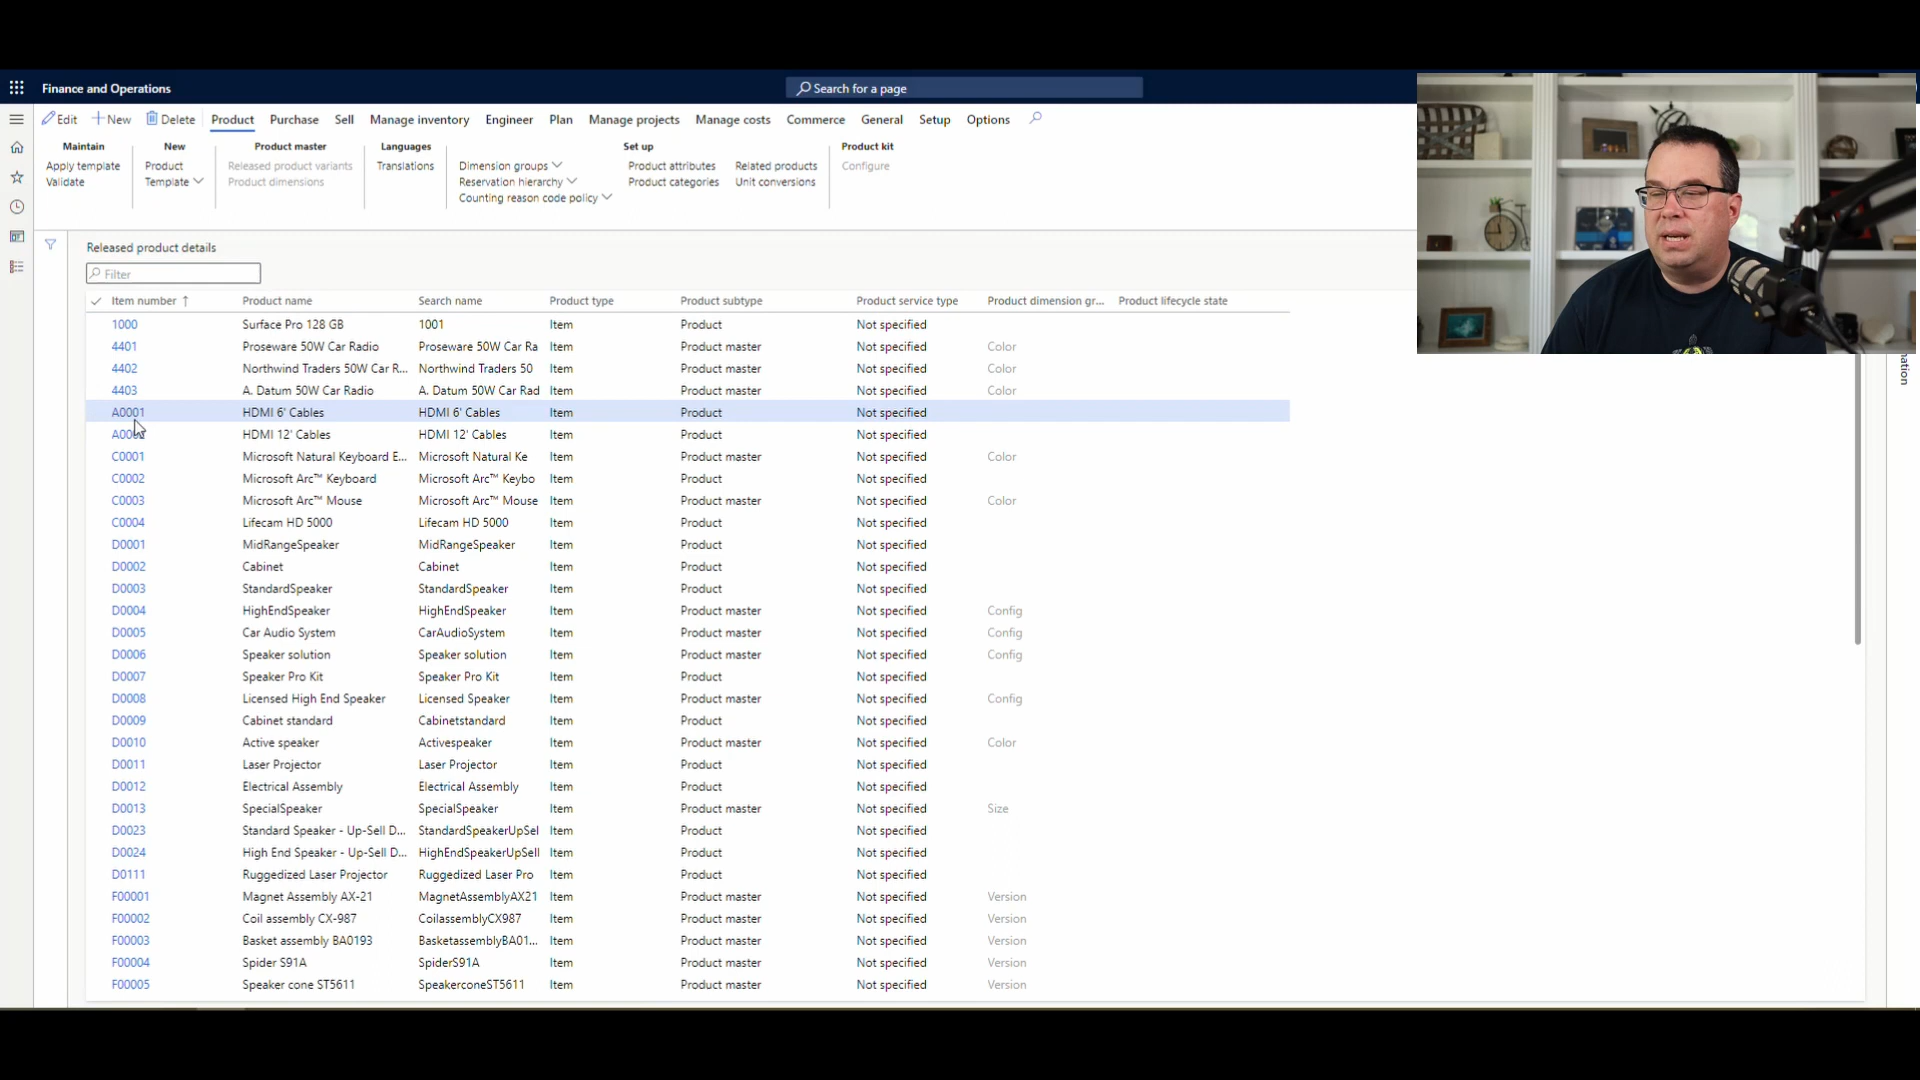 Finance and Operations
Search for a page
Edit New Delete Product Purchase Sell Manage inventory Engineer Plan Manage projects Manage costs Commerce General Setup Options
Maintain New Product master Languages Set up Product kit
Apply template Product Released product variants Translations Dimension groups Product attributes Related products Configure
Validate Template Product dimensions Reservation hierarchy Product categories Unit conversions
Counting reason code policy
Released product details
Filter
Item number Product name Search name Product type Product subtype Product service type Product dimension gr... Product lifecycle state
1000 Surface Pro 128 GB 1001 Item Product Not specified
4401 Proseware 50W Car Radio Proseware 50W Car Ra Item Product master Not specified Color
4402 Northwind Traders 50W Car R... Northwind Traders 50 Item Product master Not specified Color
4403 A. Datum 50W Car Radio A. Datum 50W Car Rad Item Product master Not specified Color
A0001 HDMI 6' Cables HDMI 6' Cables Item Product Not specified
HDMI 12' Cables HDMI 12' Cables Item Product Not specified
C0001 Microsoft Natural Keyboard E... Microsoft Natural Ke Item Product master Not specified Color
C0002 Microsoft Arc™ Keyboard Microsoft Arc™ Keybo Item Product Not specified
C0003 Microsoft Arc™ Mouse Microsoft Arc™ Mouse Item Product master Not specified Color
C0004 Lifecam HD 5000 Lifecam HD 5000 Item Product Not specified
D0001 MidRangeSpeaker MidRangeSpeaker Item Product Not specified
D0002 Cabinet Cabinet Item Product Not specified
D0003 StandardSpeaker StandardSpeaker Item Product Not specified
D0004 HighEndSpeaker HighEndSpeaker Item Product master Not specified Config
D0005 Car Audio System CarAudioSystem Item Product master Not specified Config
D0006 Speaker solution Speaker solution Item Product master Not specified Config
D0007 Speaker Pro Kit Speaker Pro Kit Item Product Not specified
D0008 Licensed High End Speaker Licensed Speaker Item Product master Not specified Config
D0009 Cabinet standard Cabinetstandard Item Product Not specified
D0010 Active speaker Activespeaker Item Product master Not specified Color
D0011 Laser Projector Laser Projector Item Product Not specified
D0012 Electrical Assembly Electrical Assembly Item Product Not specified
D0013 SpecialSpeaker SpecialSpeaker Item Product master Not specified Size
D0023 Standard Speaker - Up-Sell D... StandardSpeakerUpSel Item Product Not specified
D0024 High End Speaker - Up-Sell D... HighEndSpeakerUpSell Item Product Not specified
D0111 Ruggedized Laser Projector Ruggedized Laser Pro Item Product Not specified
F00001 Magnet Assembly AX-21 MagnetAssemblyAX21 Item Product master Not specified Version
F00002 Coil assembly CX-987 CoilassemblyCX987 Item Product master Not specified Version
F00003 Basket assembly BA0193 BasketassemblyBA01... Item Product master Not specified Version
F00004 Spider S91A SpiderS91A Item Product master Not specified Version
F00005 Speaker cone ST5611 SpeakerconeST5611 Item Product master Not specified Version